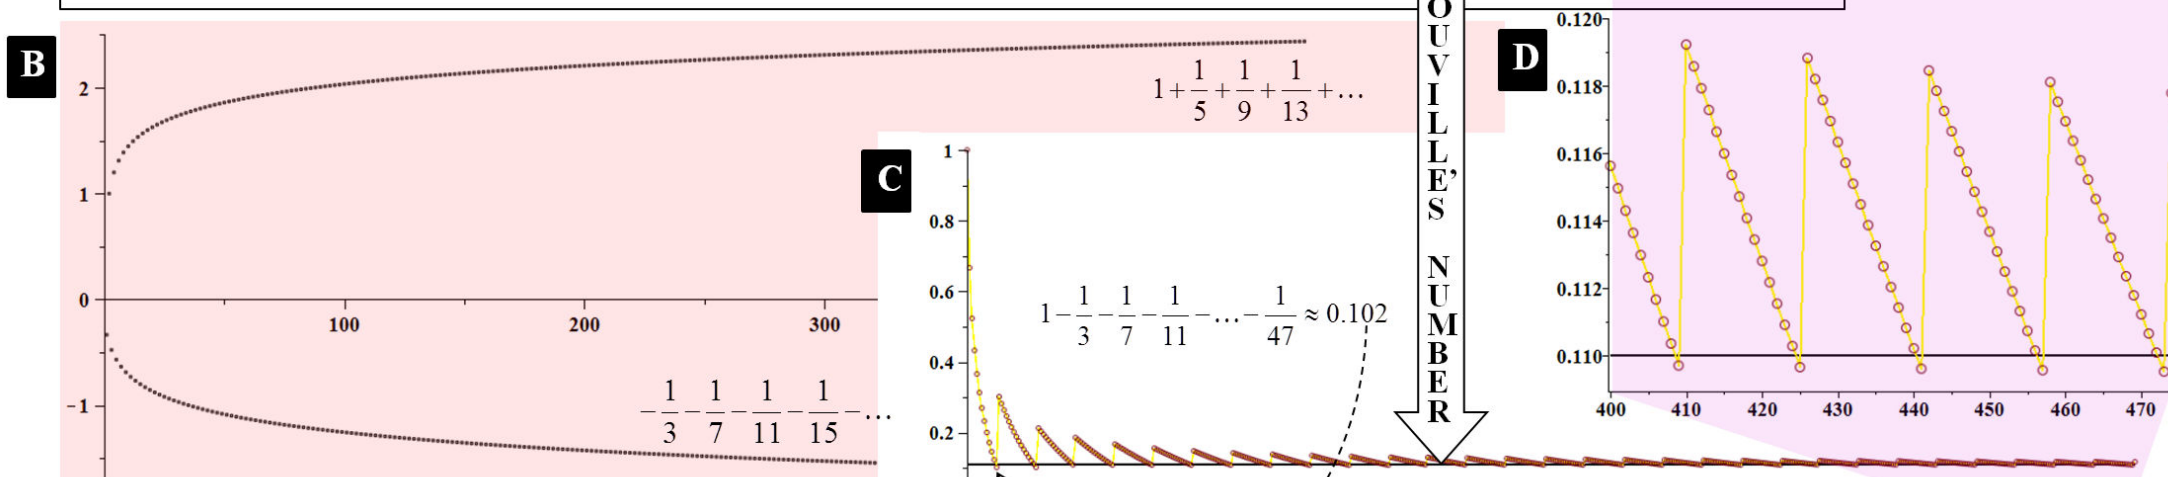 B
2
1
0
−1
100
200
300
1 + 1/5 + 1/9 + 1/13 + …
− 1/3 − 1/7 − 1/11 − 1/15 − …
C
1
0.8
0.6
0.4
0.2
1 − 1/3 − 1/7 − 1/11 − … − 1/47 ≈ 0.102
OUVILLE’S NUMBER
D
0.120
0.118
0.116
0.114
0.112
0.110
400 410 420 430 440 450 460 470